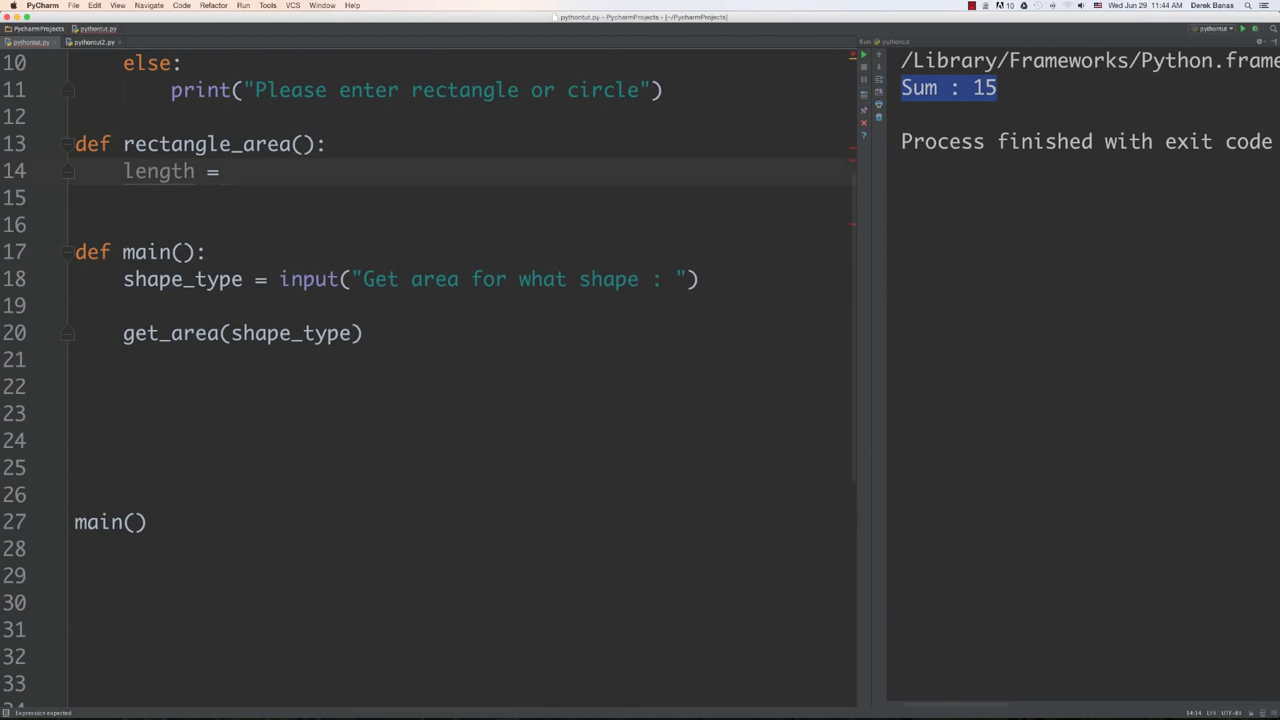 PyCharm File Edit View Navigate Code Refactor Run Tools VCS Window Help 10 Wed Jun 29 11:44 AM Derek Banas
pythontut.py - PycharmProjects - [~/PycharmProjects]
PycharmProjects pythontut.py pythontut
pythontut.py pythontut2.py Run: pythontut
10 else:
11 print("Please enter rectangle or circle")
12
13 def rectangle_area():
14 length =
15
16
17 def main():
18 shape_type = input("Get area for what shape : ")
19
20 get_area(shape_type)
21
22
23
24
25
26
27 main()
28
29
30
31
32
33
34
/Library/Frameworks/Python.frame
Sum : 15
Process finished with exit code
Expression expected 14:14 LF: UTF-8: